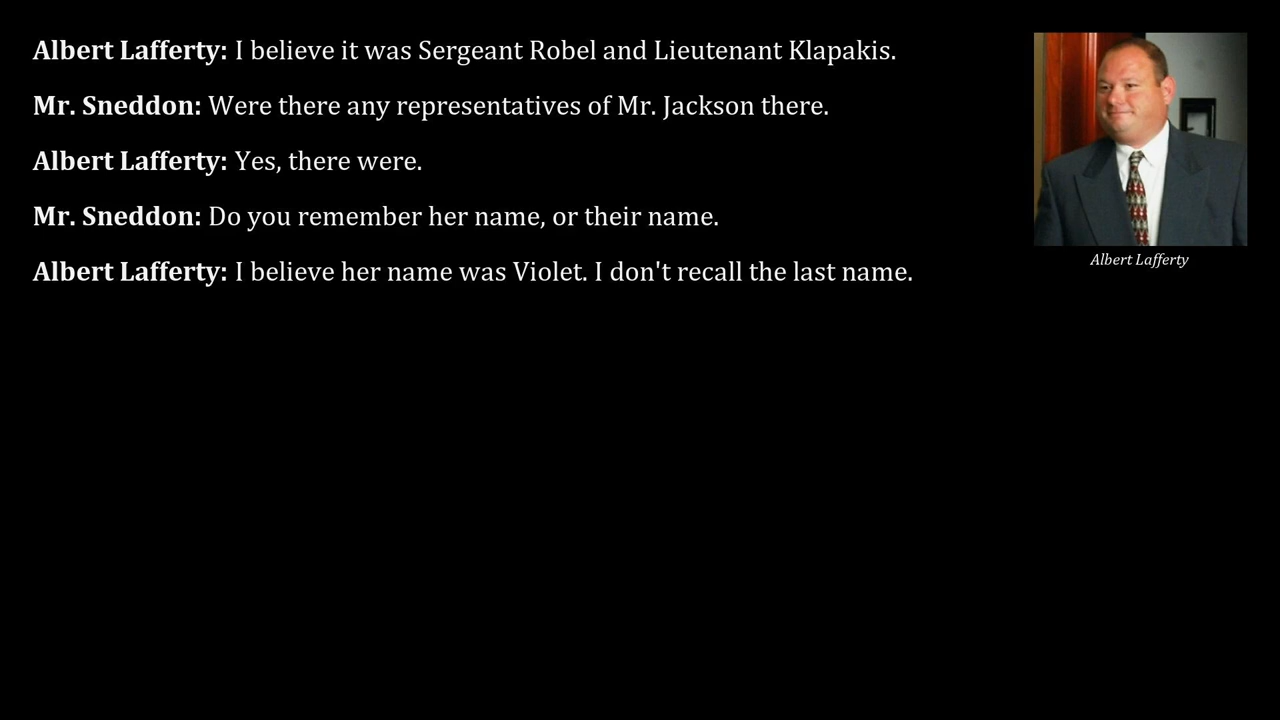 Albert Lafferty: I believe it was Sergeant Robel and Lieutenant Klapakis.
Mr. Sneddon: Were there any representatives of Mr. Jackson there.
Albert Lafferty: Yes, there were.
Mr. Sneddon: Do you remember her name, or their name.
Albert Lafferty: I believe her name was Violet. I don't recall the last name.
Albert Lafferty